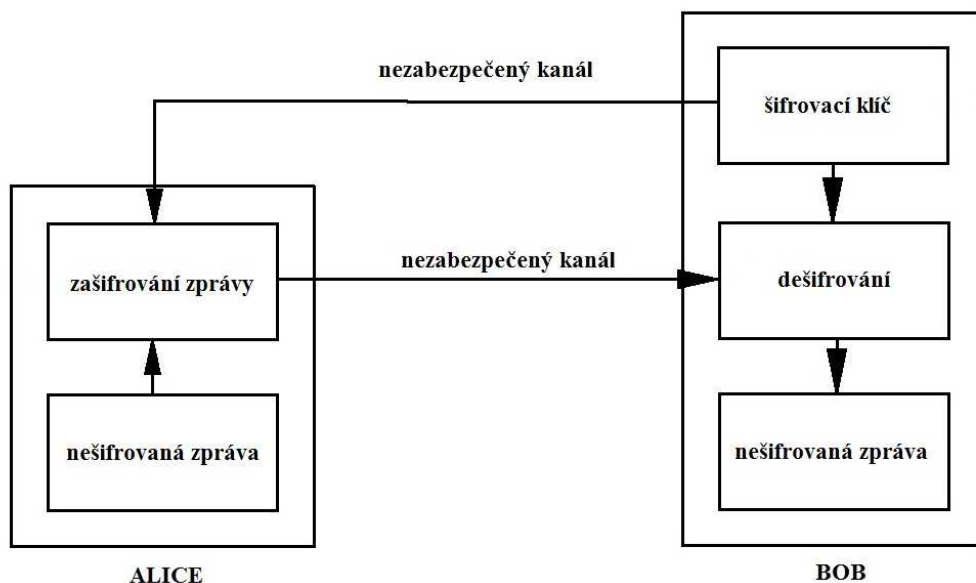 nezabezpečený kanál
šifrovací klíč
zašifrování zprávy
nezabezpečený kanál
dešifrování
nešifrovaná zpráva
nešifrovaná zpráva
ALICE
BOB